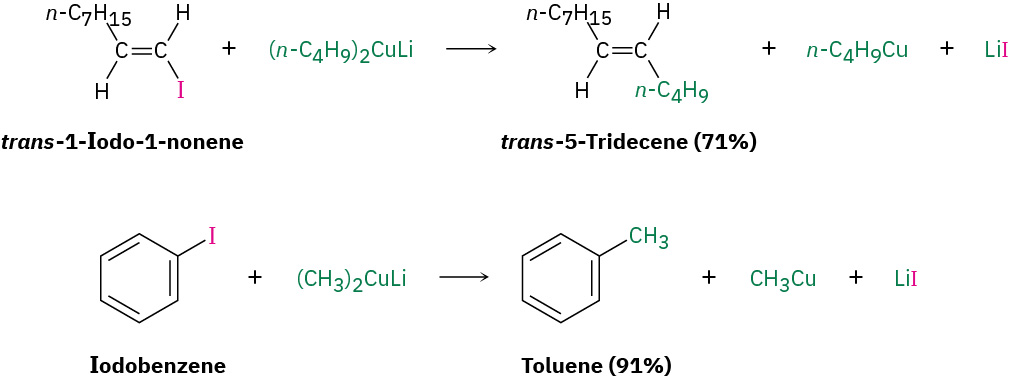 n-C7H15 H n-C7H15 H
C=C + (n-C4H9)2CuLi → C=C + n-C4H9Cu + LiI
H I H n-C4H9
trans-1-Iodo-1-nonene trans-5-Tridecene (71%)
I CH3
+ (CH3)2CuLi → + CH3Cu + LiI
Iodobenzene Toluene (91%)